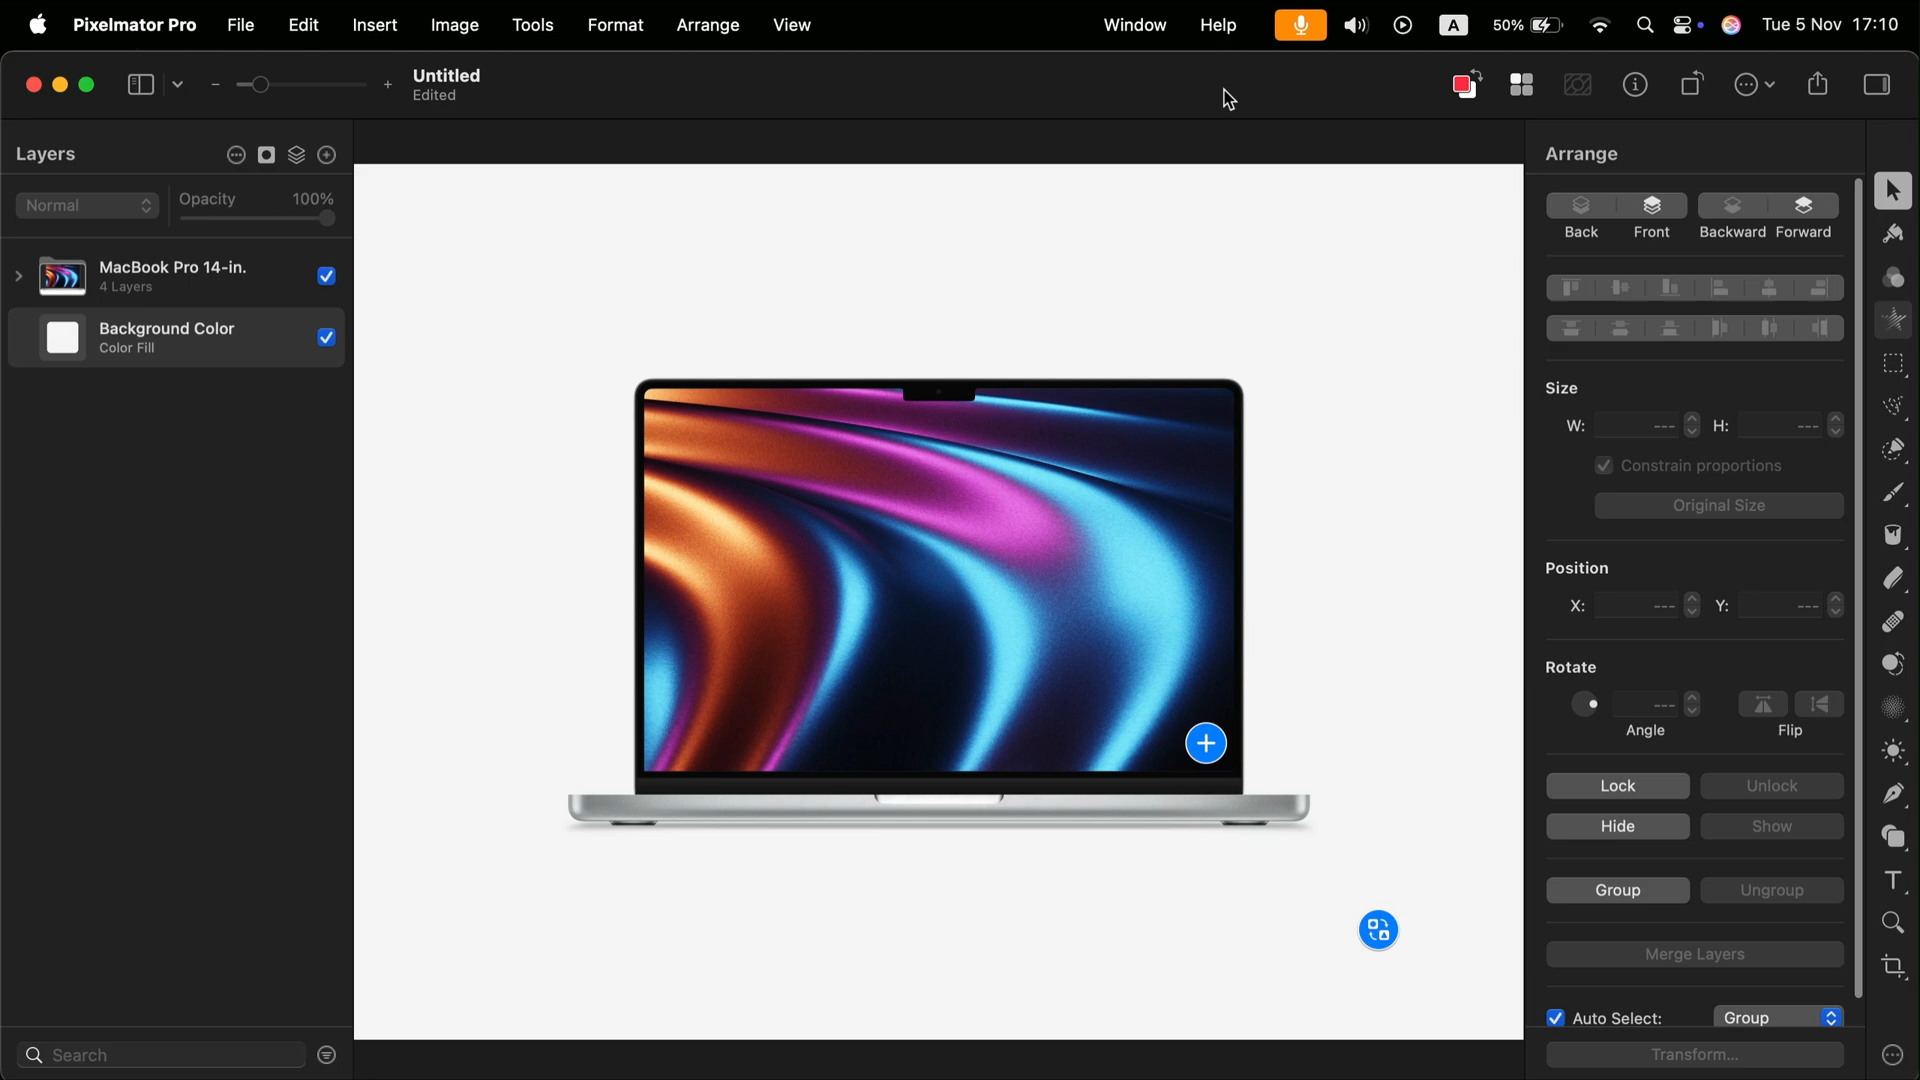 Pixelmator Pro File Edit Insert Image Tools Format Arrange View Window Help A 50% Tue 5 Nov 17:10
Untitled
Edited
Layers
Normal Opacity 100%
MacBook Pro 14-in.
4 Layers
Background Color
Color Fill
Search
Arrange
Back Front Backward Forward
Size
W: --- H: ---
Constrain proportions
Original Size
Position
X: --- Y: ---
Rotate
---
Angle Flip
Lock Unlock
Hide Show
Group Ungroup
Merge Layers
Auto Select: Group
Transform...